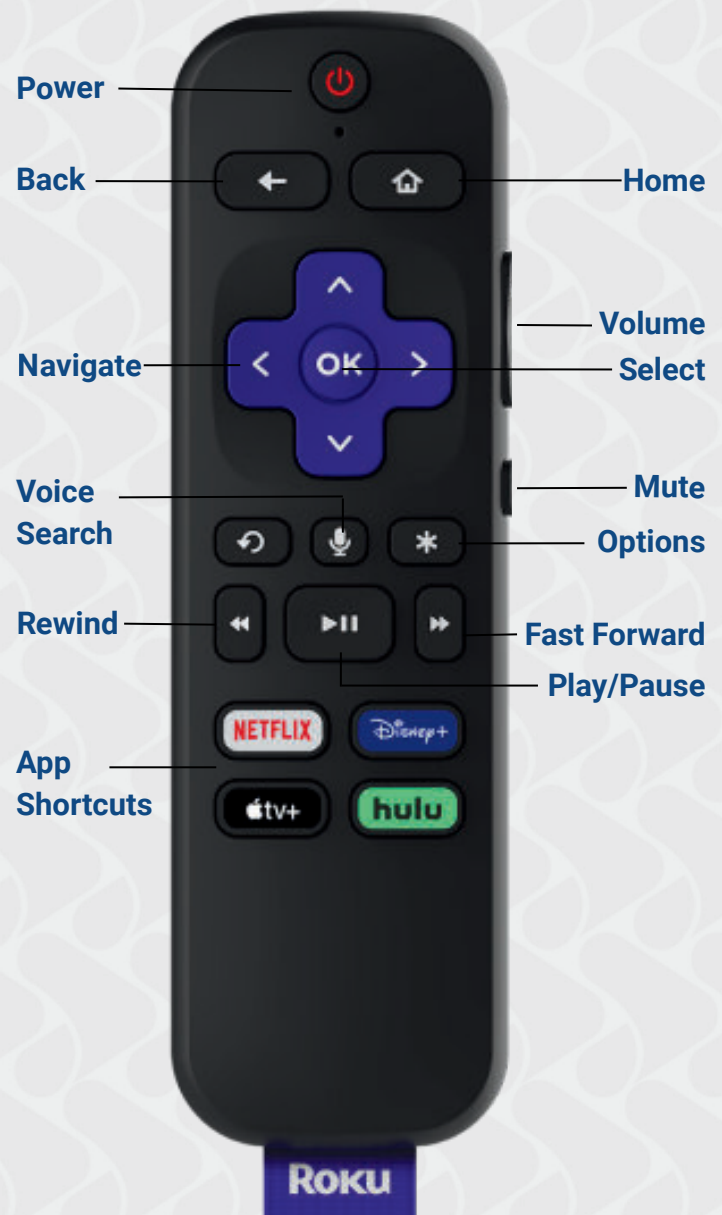 Power
Back
Home
Volume
Navigate
OK
Select
Voice
Search
Mute
Options
Rewind
Fast Forward
Play/Pause
NETFLIX
Disney+
App
Shortcuts
tv+
hulu
ROKU